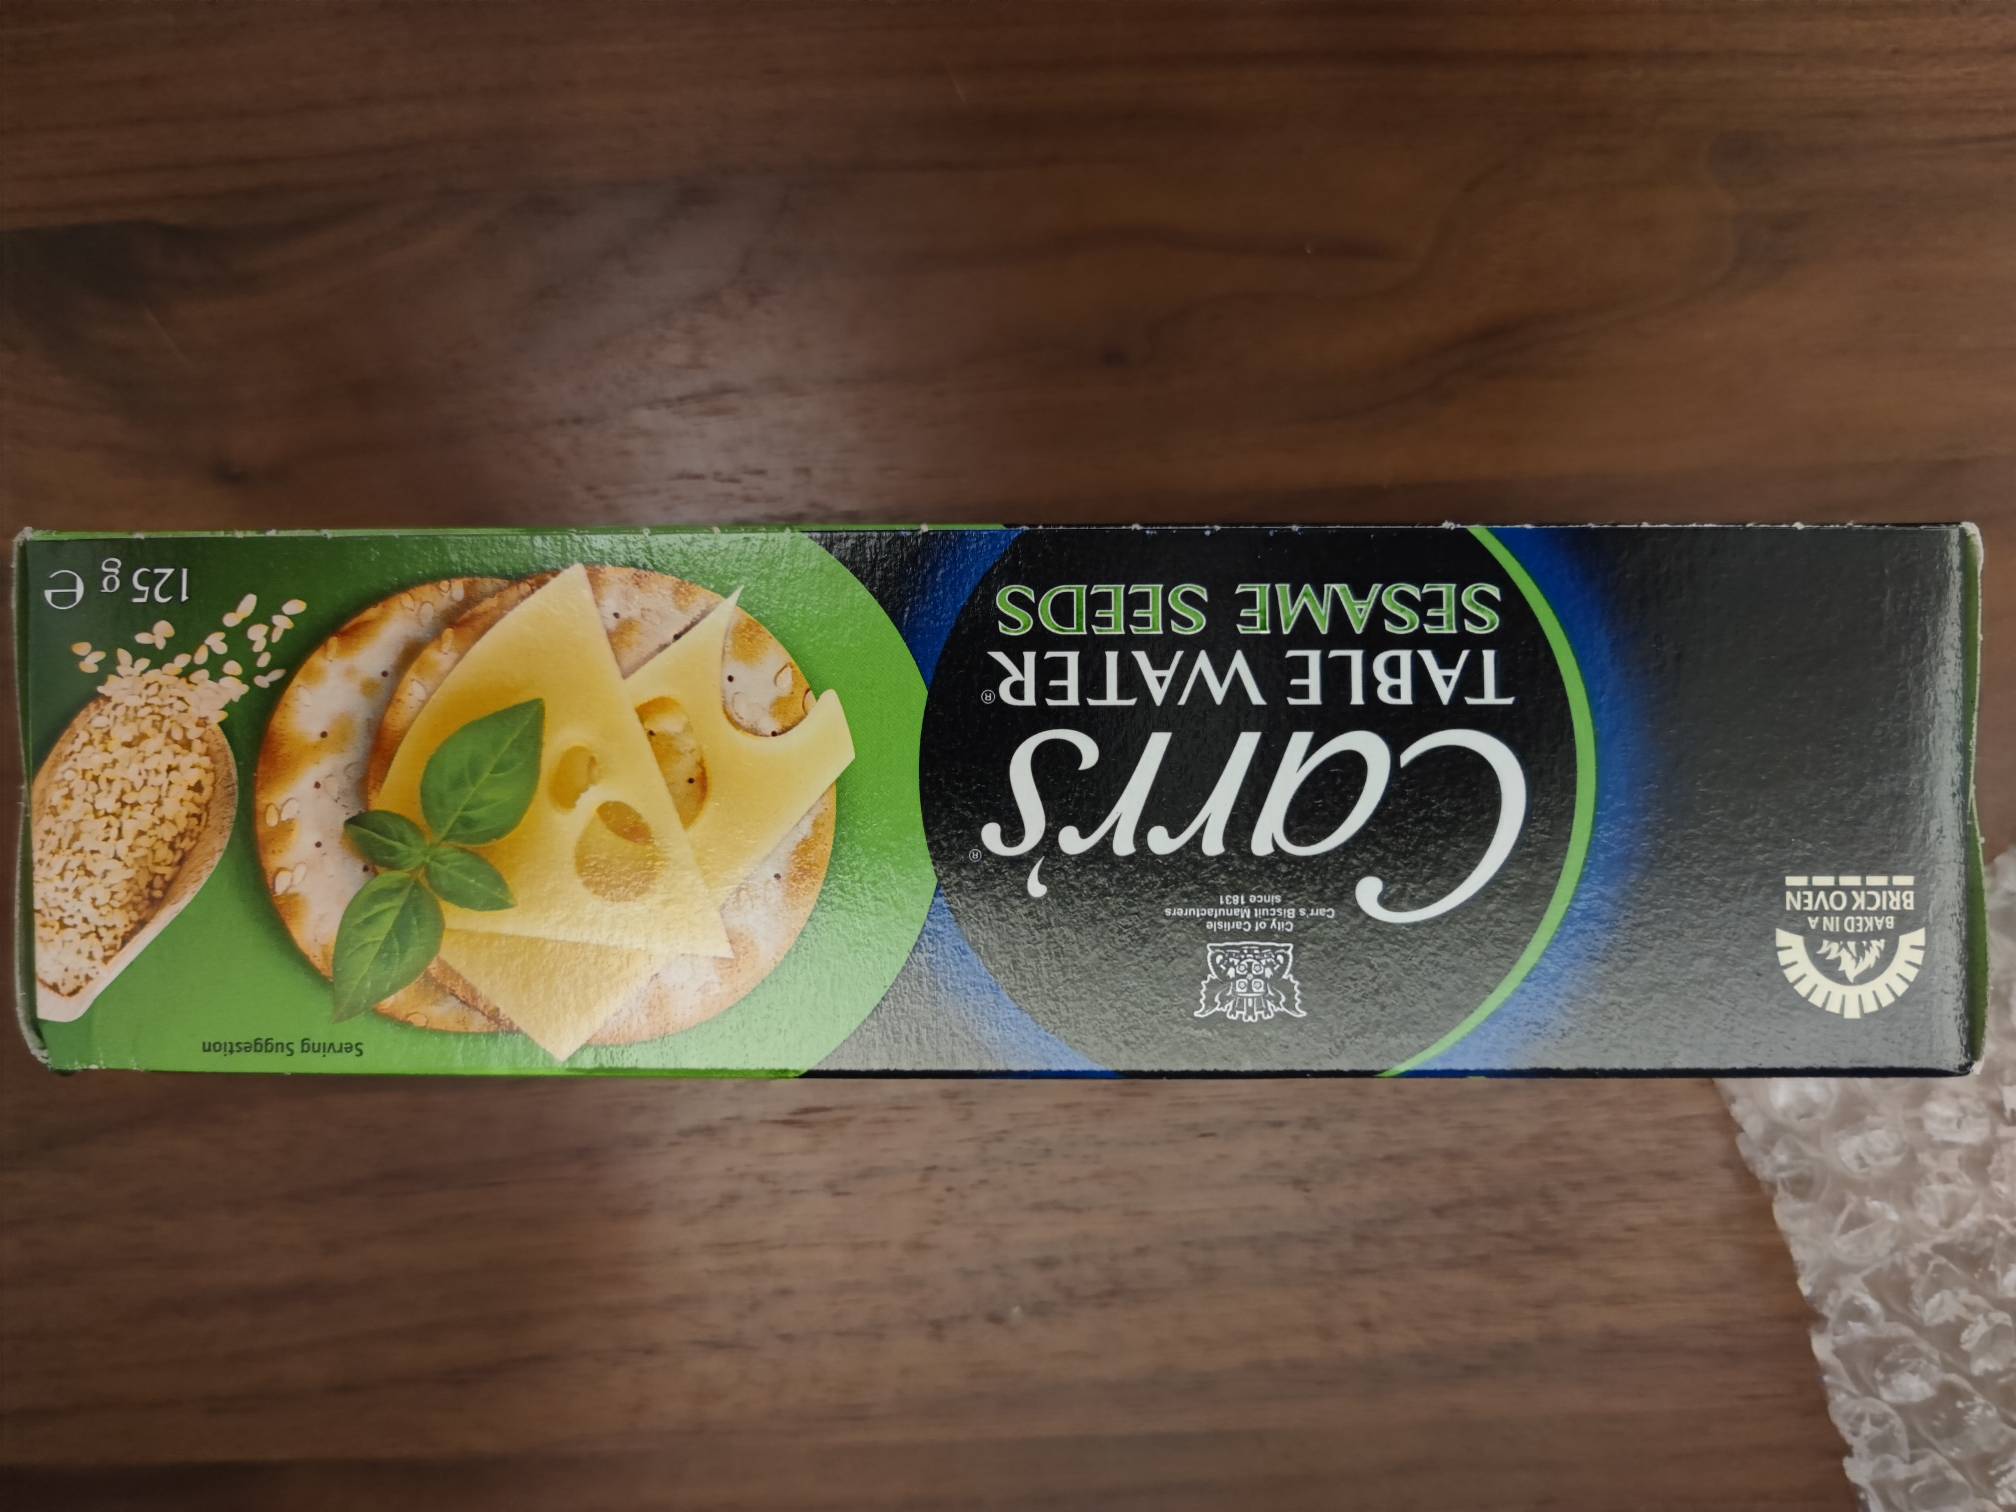 BAKED IN A
BRICK OVEN
City of Carlisle
Carr's Biscuit Manufacturers
since 1831
Carr's®
TABLE WATER®
SESAME SEEDS
Serving Suggestion
125 g ℮